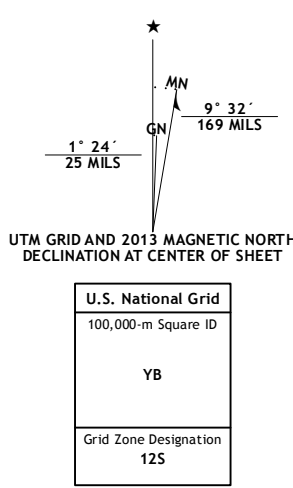 ★
MN
GN
9° 32´
169 MILS
1° 24´
25 MILS
UTM GRID AND 2013 MAGNETIC NORTH
DECLINATION AT CENTER OF SHEET
U.S. National Grid
100,000-m Square ID
YB
Grid Zone Designation
12S